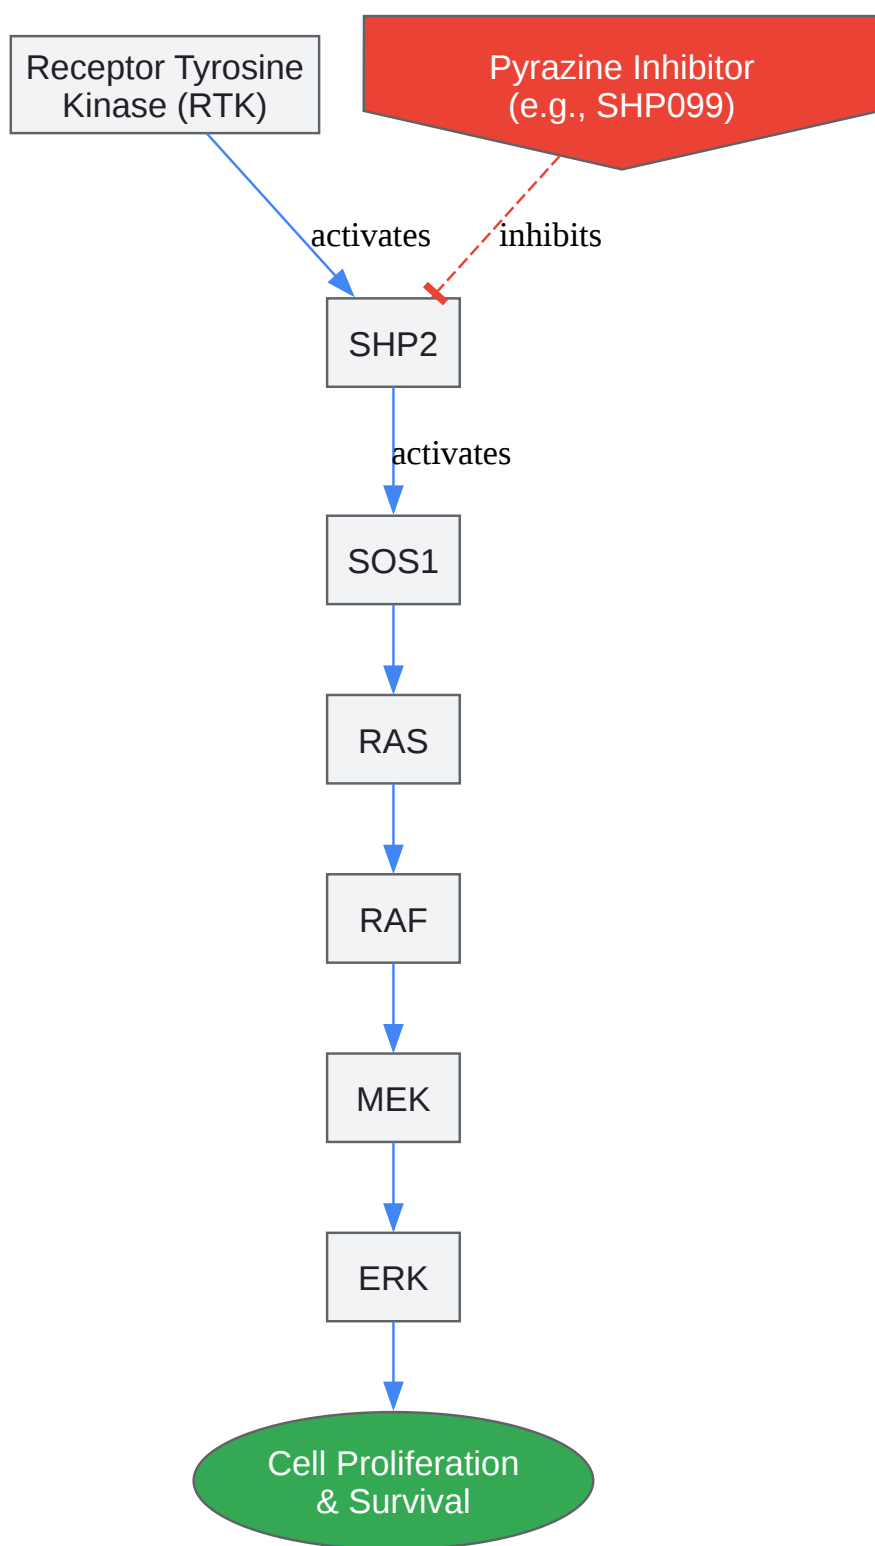 Receptor Tyrosine
Kinase (RTK)
Pyrazine Inhibitor
(e.g., SHP099)
activates
inhibits
SHP2
activates
SOS1
RAS
RAF
MEK
ERK
Cell Proliferation
& Survival